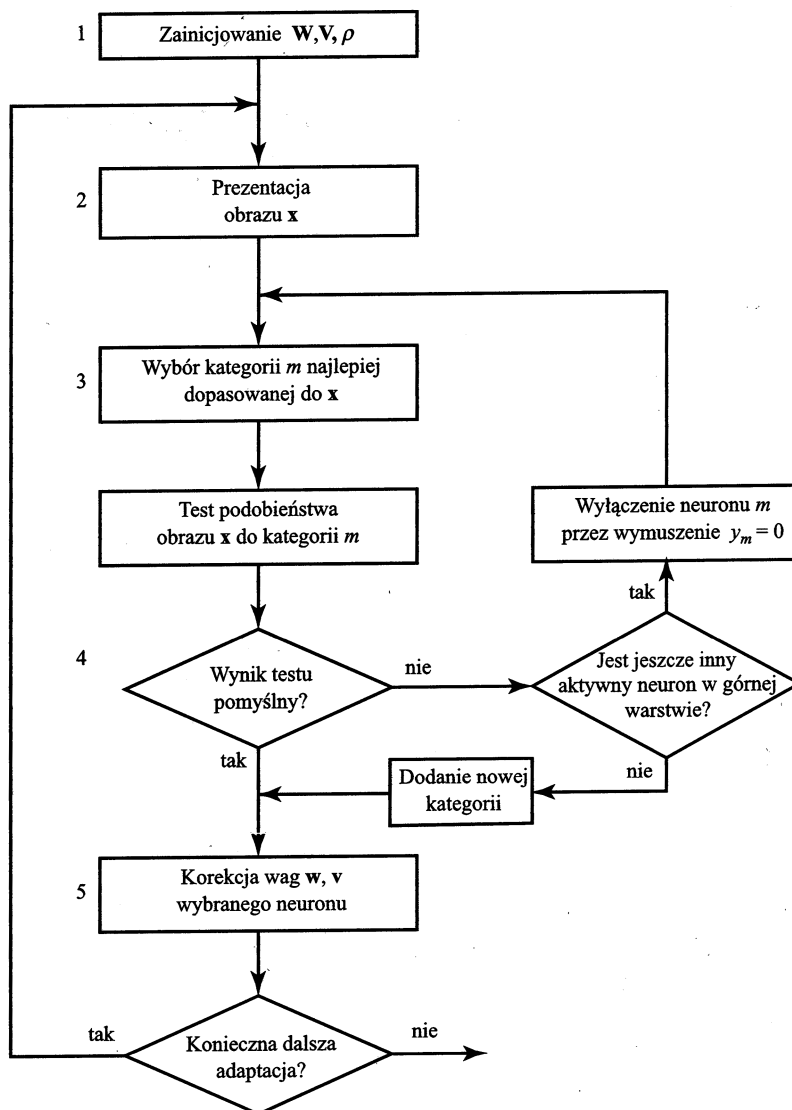 1
Zainicjowanie W,V, ρ
2
Prezentacja
obrazu x
3
Wybór kategorii m najlepiej
dopasowanej do x
Test podobieństwa
obrazu x do kategorii m
Wyłączenie neuronu m
przez wymuszenie yₘ = 0
tak
4
Wynik testu
pomyślny?
nie
Jest jeszcze inny
aktywny neuron w górnej
warstwie?
tak
nie
Dodanie nowej
kategorii
5
Korekcja wag w, v
wybranego neuronu
tak
Konieczna dalsza
adaptacja?
nie